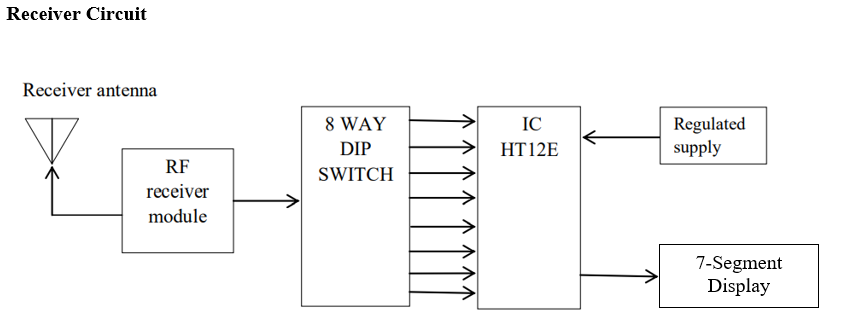 Receiver Circuit
Receiver antenna
RF
receiver
module
8 WAY
DIP
SWITCH
IC
HT12E
Regulated
supply
7-Segment
Display